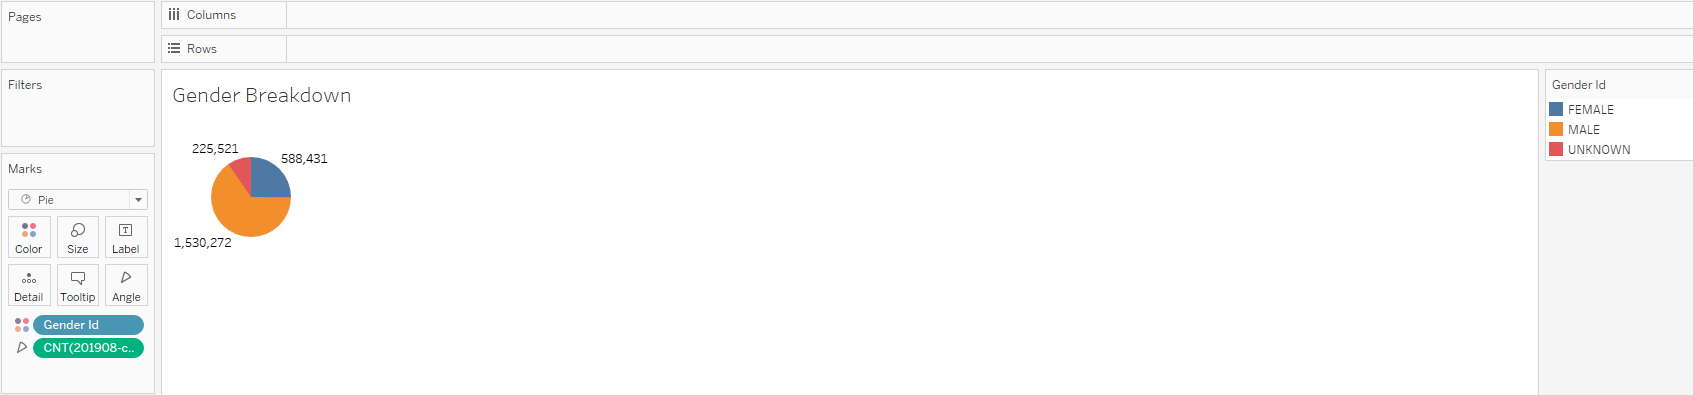 Pages
Columns
Rows
Filters
Gender Breakdown
225,521
588,431
1,530,272
Marks
Pie
Color
Size
Label
Detail
Tooltip
Angle
Gender Id
CNT(201908-c..
Gender Id
FEMALE
MALE
UNKNOWN